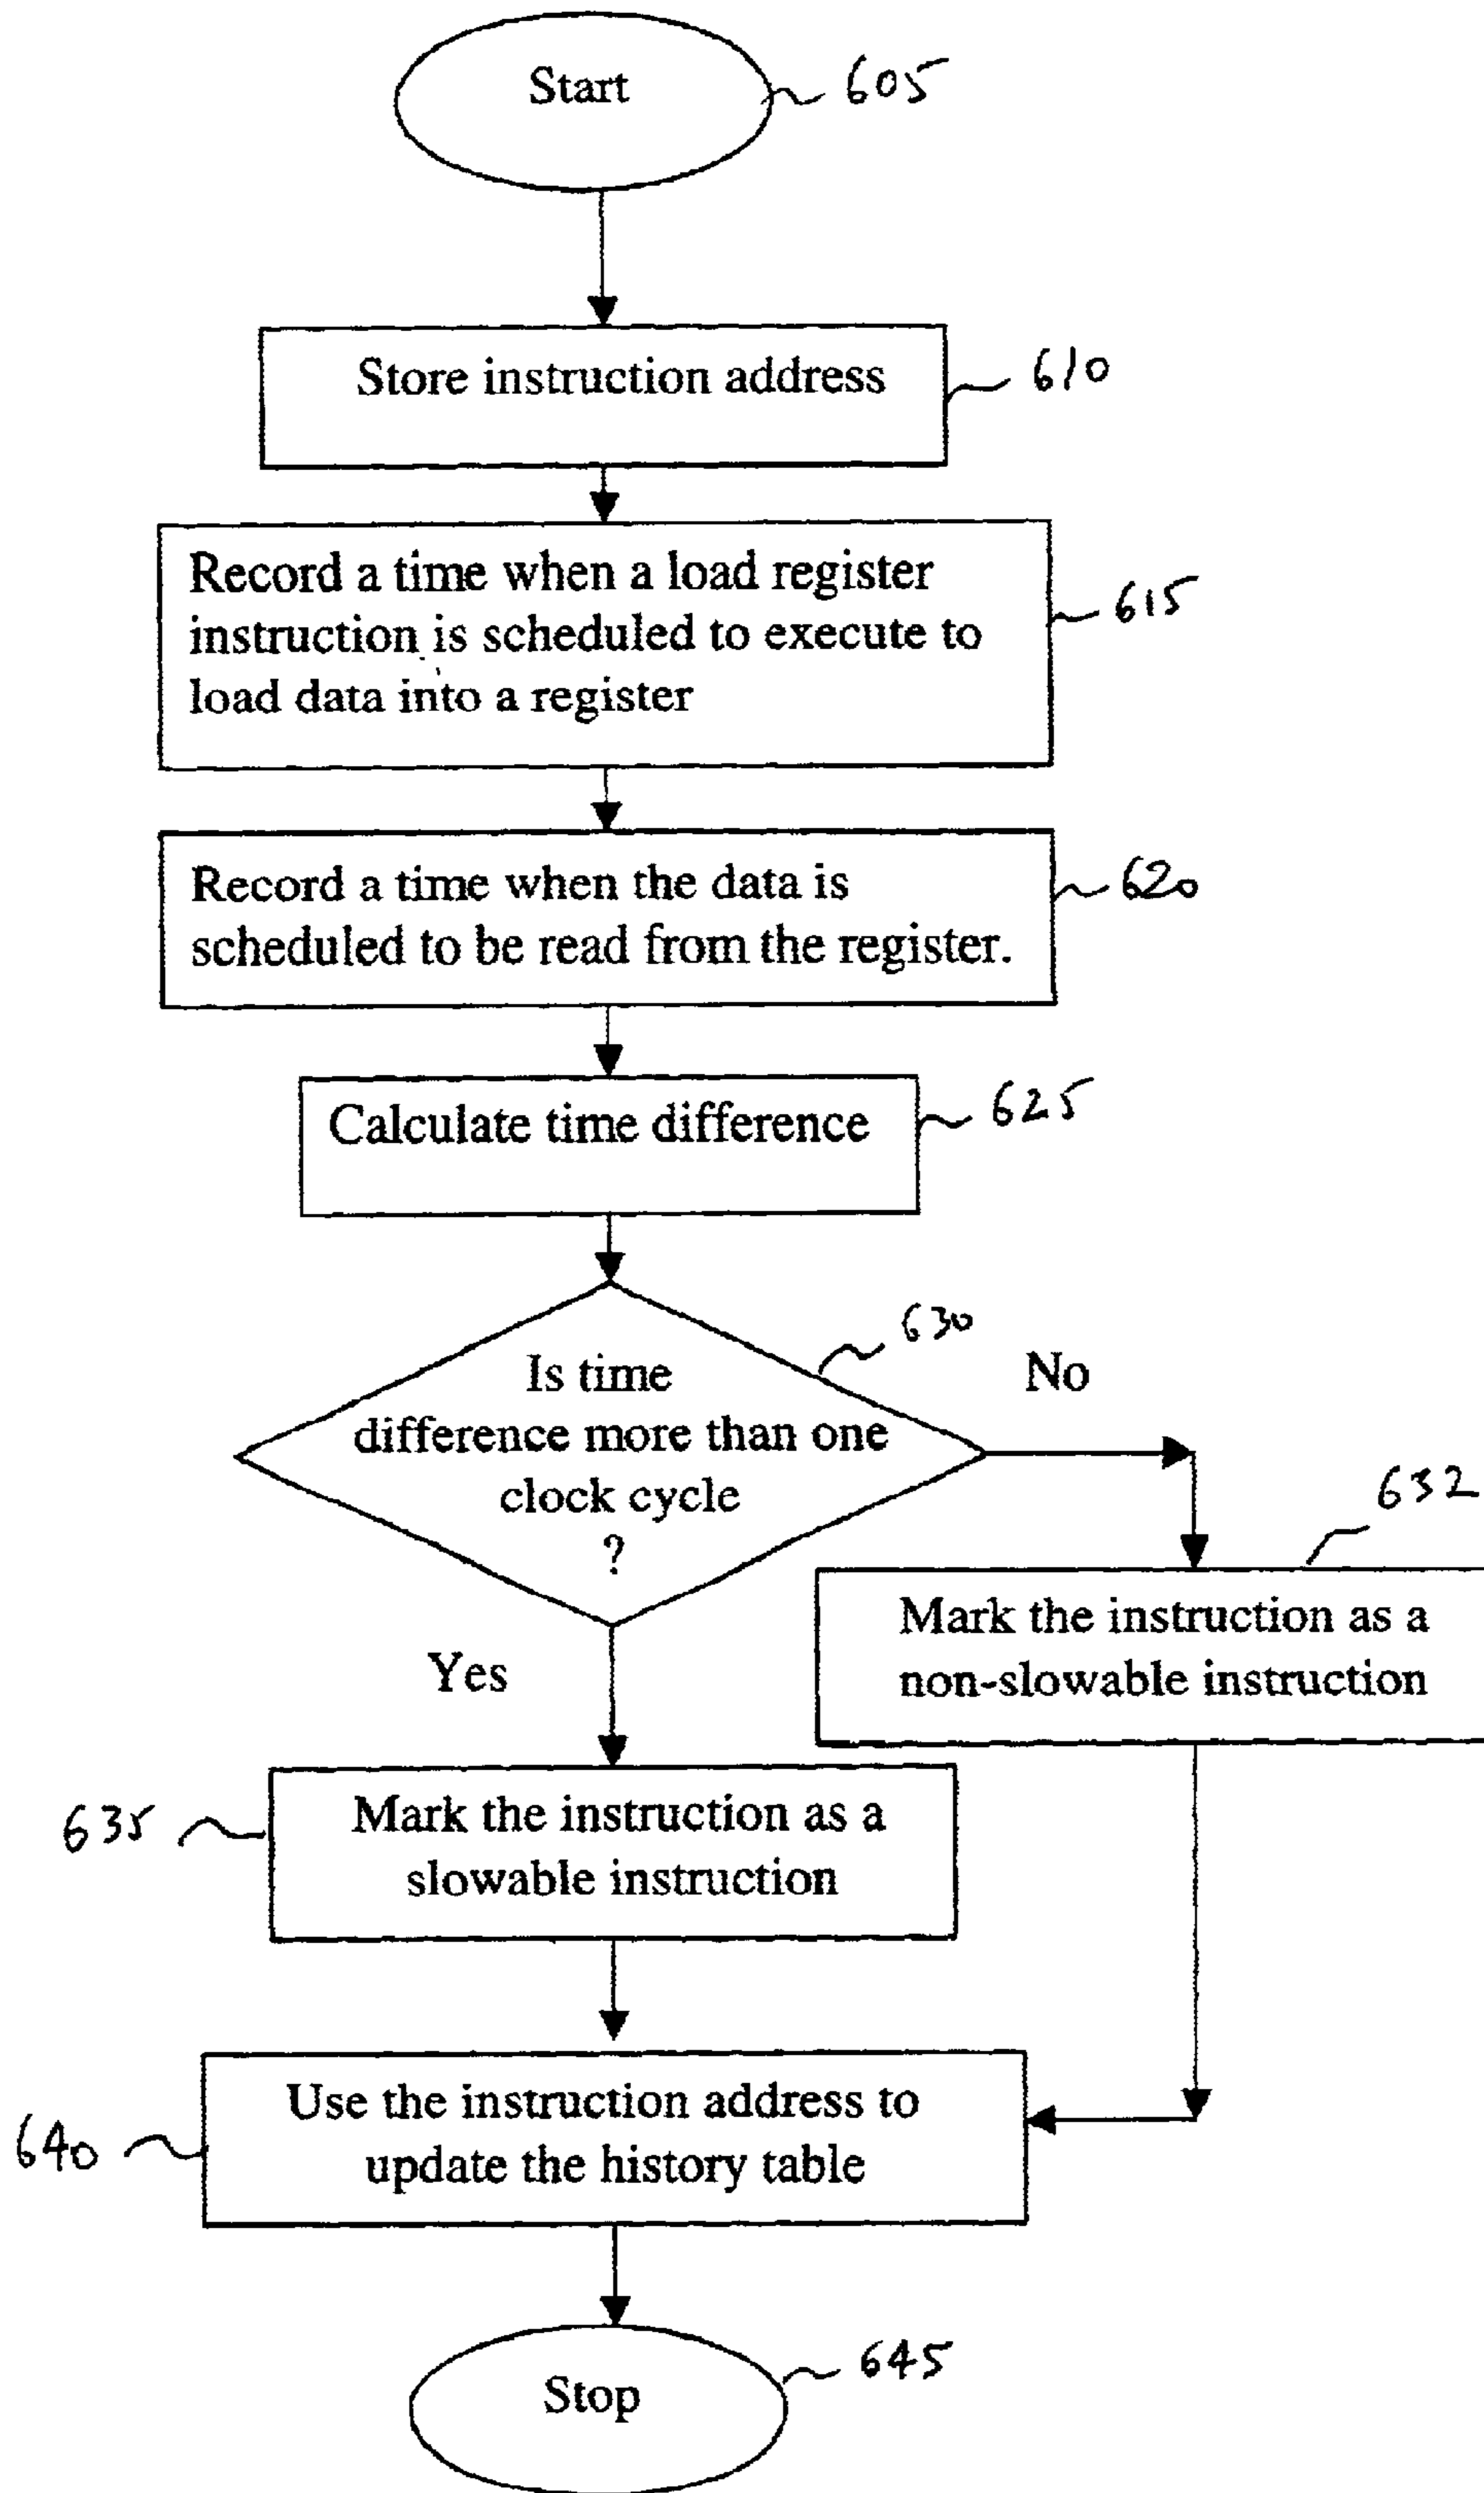 Start
605
Store instruction address
610
Record a time when a load register
instruction is scheduled to execute to
load data into a register
615
Record a time when the data is
scheduled to be read from the register.
620
Calculate time difference
625
Is time
difference more than one
clock cycle
?
630
No
632
Mark the instruction as a
non-slowable instruction
Yes
635
Mark the instruction as a
slowable instruction
640
Use the instruction address to
update the history table
Stop
645